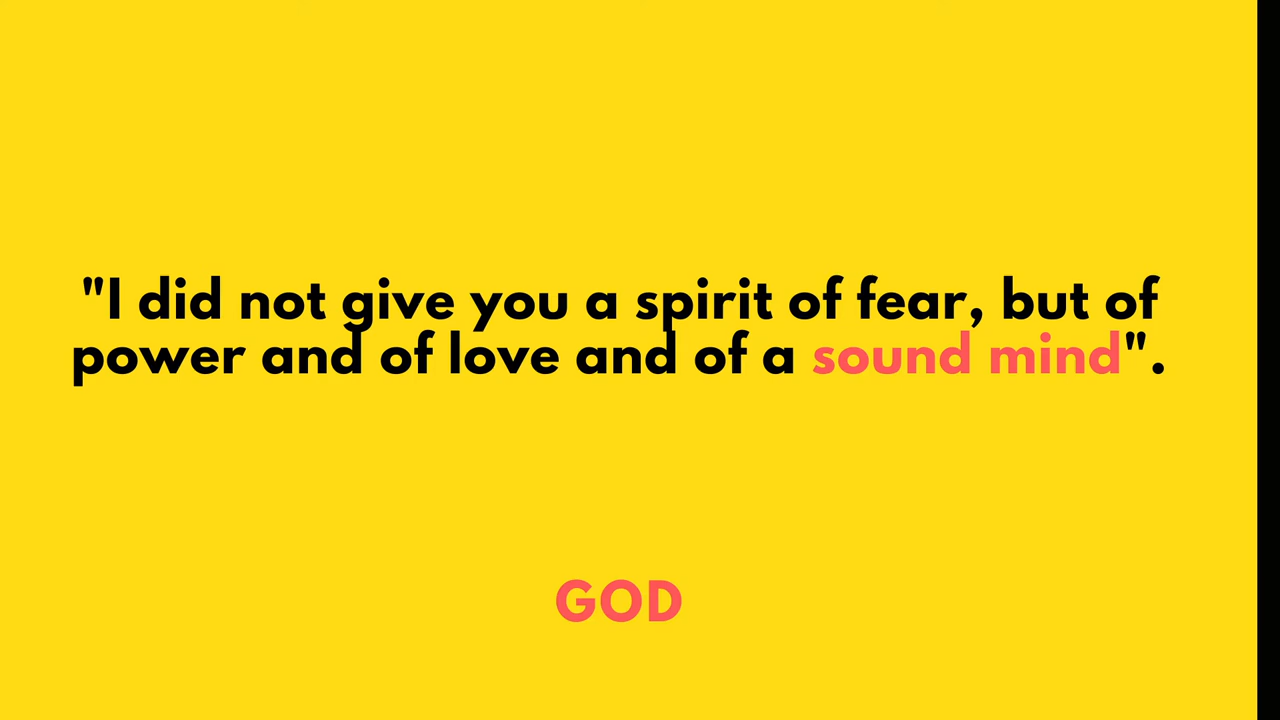 "I did not give you a spirit of fear, but of
power and of love and of a sound mind".
GOD